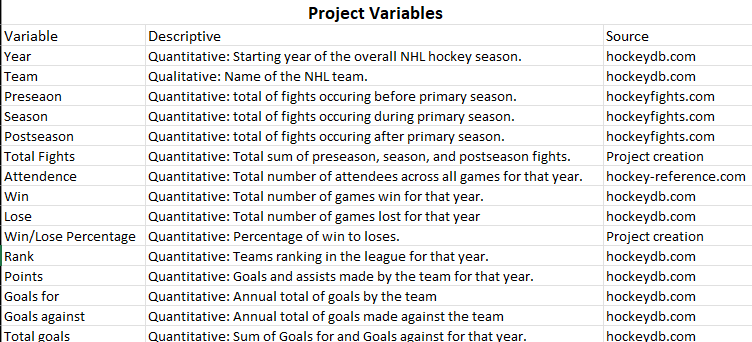 Project Variables
Variable Descriptive Source
Year Quantitative: Starting year of the overall NHL hockey season. hockeydb.com
Team Qualitative: Name of the NHL team. hockeydb.com
Preseaon Quantitative: total of fights occuring before primary season. hockeyfights.com
Season Quantitative: total of fights occuring during primary season. hockeyfights.com
Postseason Quantitative: total of fights occuring after primary season. hockeyfights.com
Total Fights Quantitative: Total sum of preseason, season, and postseason fights. Project creation
Attendence Quantitative: Total number of attendees across all games for that year. hockey-reference.com
Win Quantitative: Total number of games win for that year. hockeydb.com
Lose Quantitative: Total number of games lost for that year hockeydb.com
Win/Lose Percentage Quantitative: Percentage of win to loses. Project creation
Rank Quantitative: Teams ranking in the league for that year. hockeydb.com
Points Quantitative: Goals and assists made by the team for that year. hockeydb.com
Goals for Quantitative: Annual total of goals by the team hockeydb.com
Goals against Quantitative: Annual total of goals made against the team hockeydb.com
Total goals Quantitative: Sum of Goals for and Goals against for that year. hockeydb.com